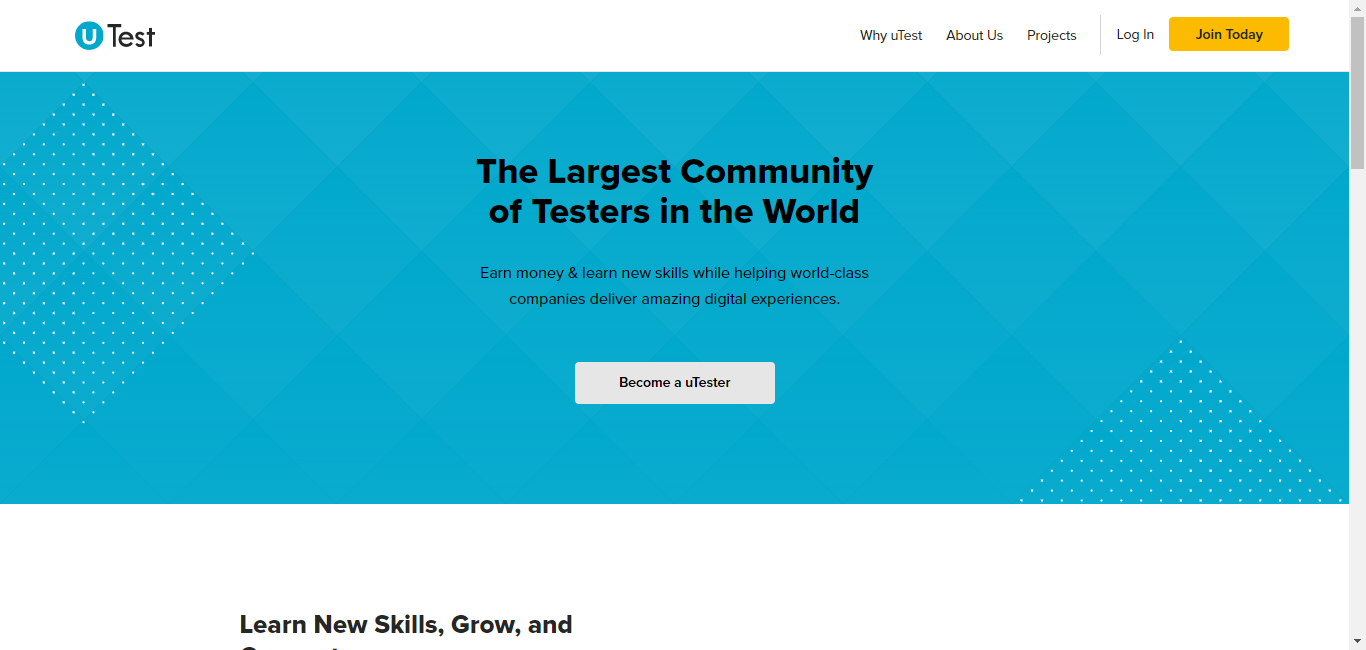 uTest
Why uTest
About Us
Projects
Log In
Join Today
The Largest Community
of Testers in the World
Earn money & learn new skills while helping world-class
companies deliver amazing digital experiences.
Become a uTester
Learn New Skills, Grow, and